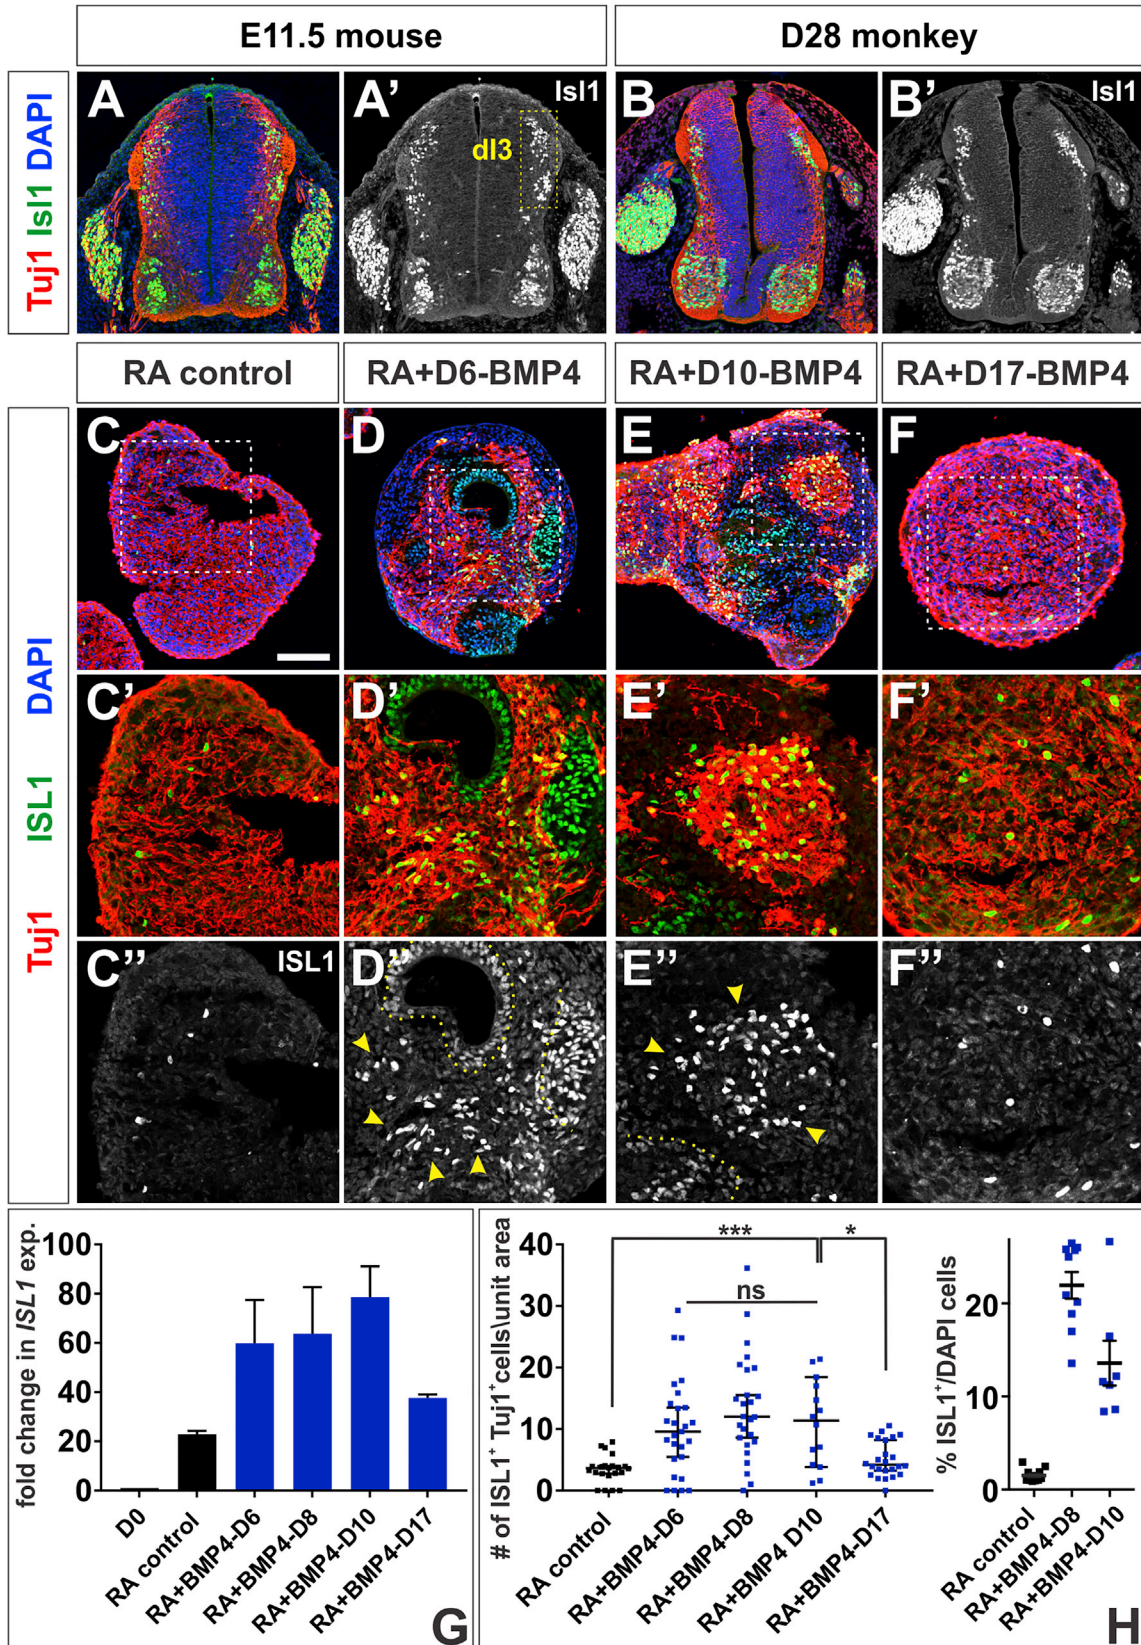 E11.5 mouse
D28 monkey
Tuj1 Isl1 DAPI
A
A’
Isl1
dI3
B
B’
Isl1
RA control
RA+D6-BMP4
RA+D10-BMP4
RA+D17-BMP4
Tuj1 ISL1 DAPI
C
D
E
F
C’
D’
E’
F’
C’’
ISL1
D’’
E’’
F’’
fold change in ISL1 exp.
100
80
60
40
20
0
D0
RA control
RA+BMP4-D6
RA+BMP4-D8
RA+BMP4-D10
RA+BMP4-D17
G
# of ISL1+ Tuj1+cells\unit area
40
30
20
10
0
***
*
ns
RA control
RA+BMP4-D6
RA+BMP4-D8
RA+BMP4 D10
RA+BMP4-D17
% ISL1+/DAPI cells
20
10
0
RA control
RA+BMP4-D8
RA+BMP4-D10
H